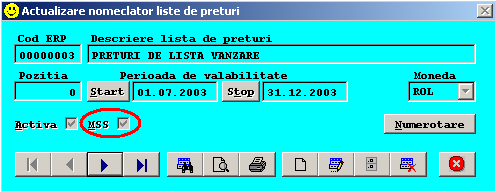 Actualizare nomeclator liste de preturi
Cod ERP Descriere lista de preturi
00000003 PRETURI DE LISTA VANZARE
Pozitia Perioada de valabilitate Moneda
0 Start 01.07.2003 Stop 31.12.2003 ROL
Activa MSS Numerotare